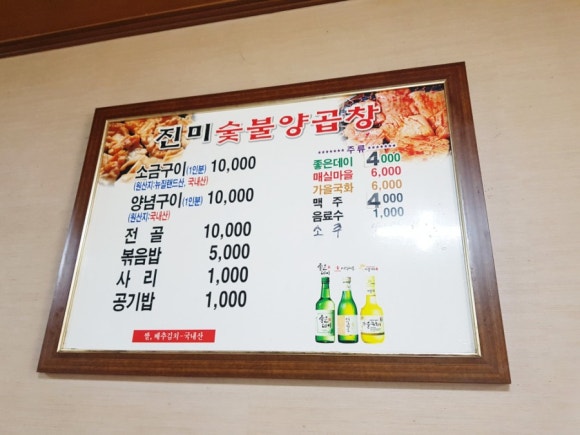 진미숯불양곱창
소금구이(1인분) 10,000
(원산지:뉴질랜드산, 국내산)
양념구이(1인분) 10,000
(원산지:국내산)
전 골 10,000
볶음밥 5,000
사 리 1,000
공기밥 1,000
쌀, 배추김치-국내산
******* 주류 *******
좋은데이 4000
매실마을 6,000
가을국화 6,000
맥 주 4000
음료수 1,000
소 주